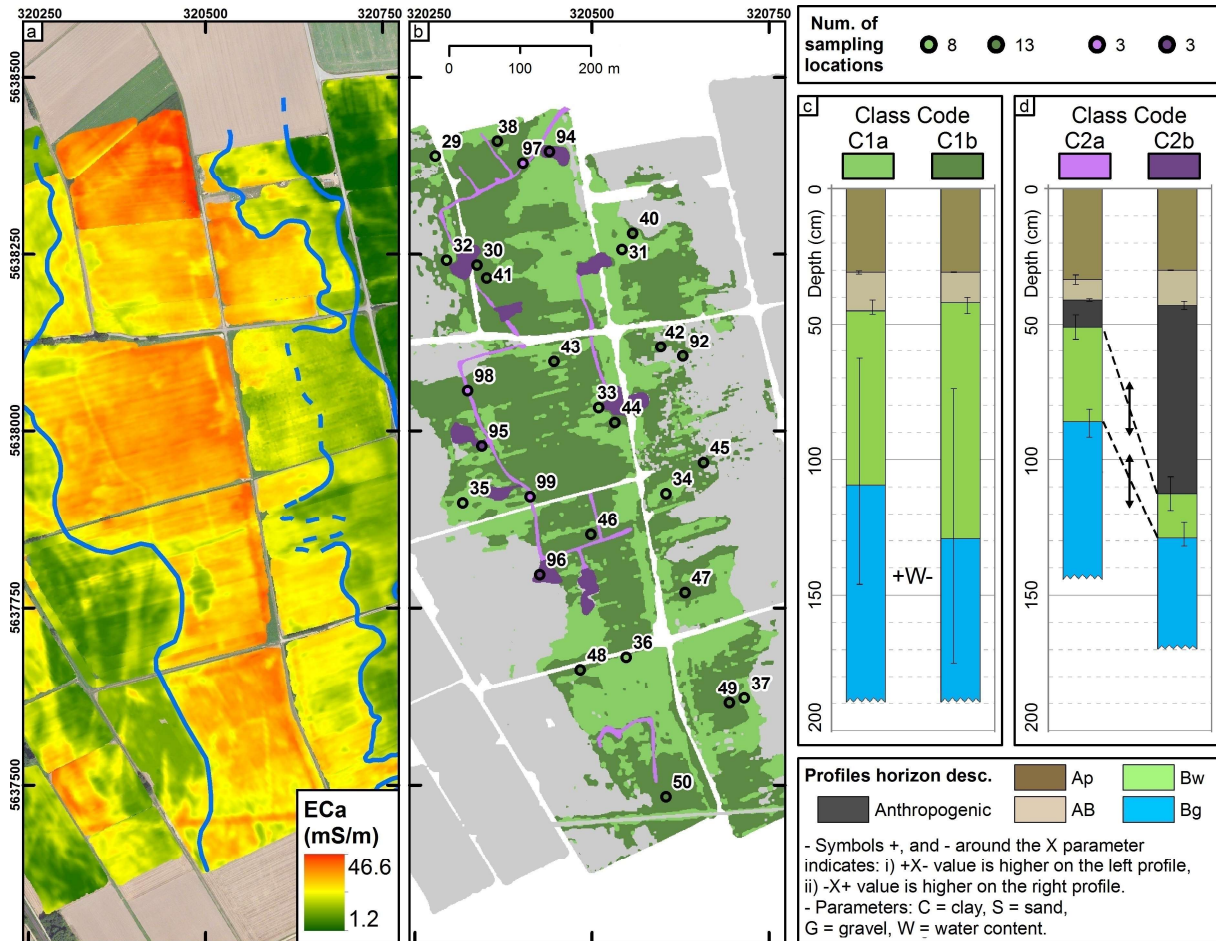 320250 320500 320750
a
5638500
5638250
5638000
5637750
5637500
ECa
(mS/m)
46.6
1.2
320250 320500 320750
b
0 100 200 m
38
94
29
97
40
32
30
31
41
42
92
43
98
33
44
95
45
35
99
34
46
96
47
36
48
49
37
50
Num. of
sampling
locations
8 13 3 3
c
Class Code
C1a C1b
0
50
100
150
200
Depth (cm)
+W-
d
Class Code
C2a C2b
0
50
100
150
200
Depth (cm)
Profiles horizon desc.
Ap Bw
Anthropogenic AB Bg
- Symbols +, and - around the X parameter
indicates: i) +X- value is higher on the left profile,
ii) -X+ value is higher on the right profile.
- Parameters: C = clay, S = sand,
G = gravel, W = water content.